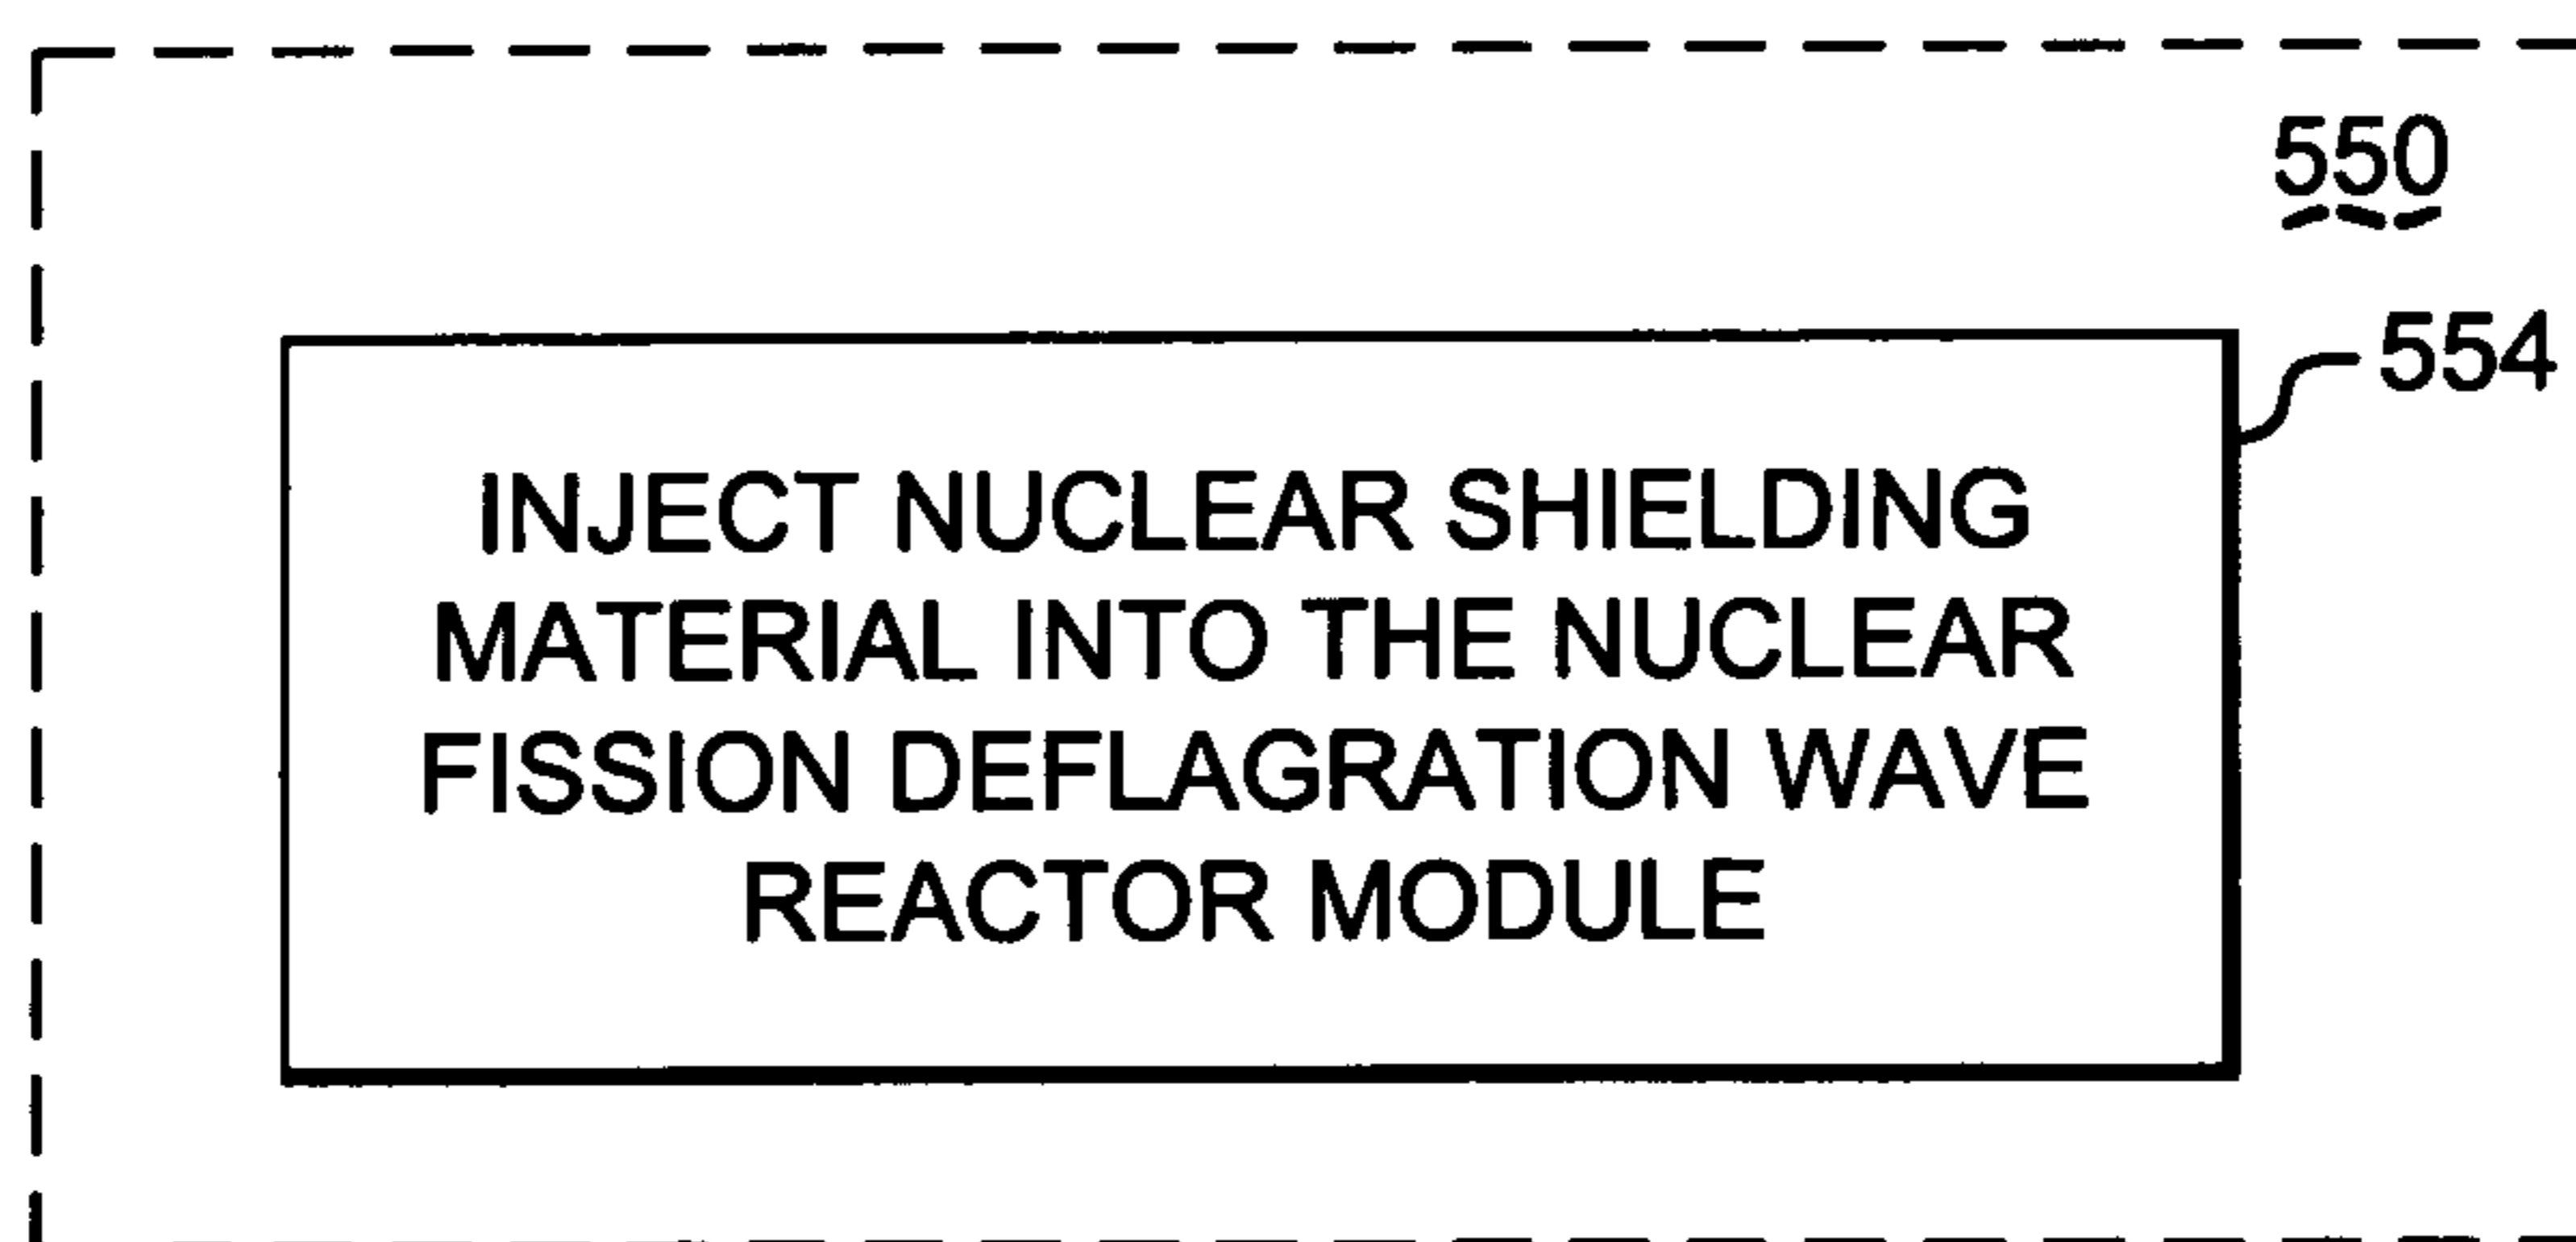 550
554
INJECT NUCLEAR SHIELDING
MATERIAL INTO THE NUCLEAR
FISSION DEFLAGRATION WAVE
REACTOR MODULE